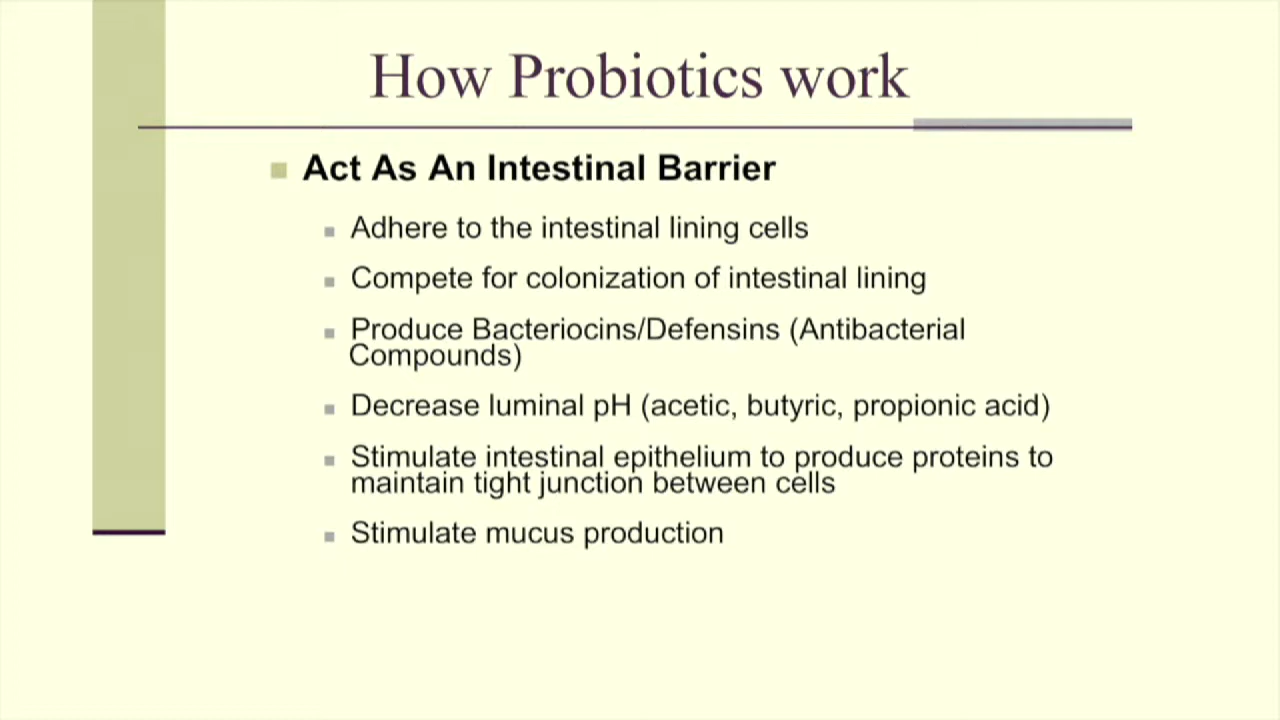 How Probiotics work
Act As An Intestinal Barrier
Adhere to the intestinal lining cells
Compete for colonization of intestinal lining
Produce Bacteriocins/Defensins (Antibacterial
Compounds)
Decrease luminal pH (acetic, butyric, propionic acid)
Stimulate intestinal epithelium to produce proteins to
maintain tight junction between cells
Stimulate mucus production